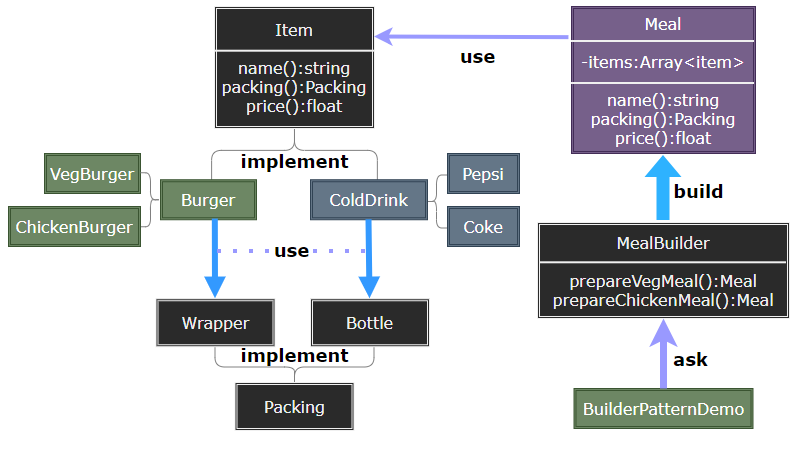 Item
name():string
packing():Packing
price():float
use
Meal
-items:Array<item>
name():string
packing():Packing
price():float
implement
VegBurger
ChickenBurger
Burger
ColdDrink
Pepsi
Coke
build
use
MealBuilder
prepareVegMeal():Meal
prepareChickenMeal():Meal
Wrapper
Bottle
implement
ask
Packing
BuilderPatternDemo